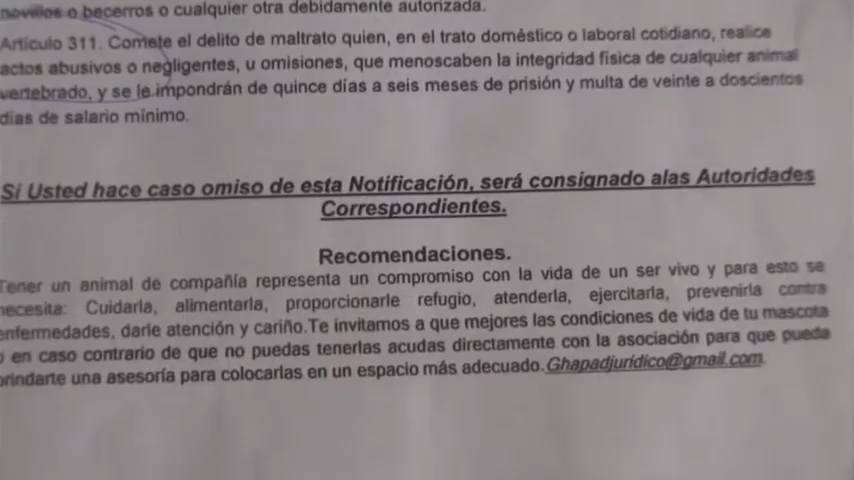 novillos o becerros o cualquier otra debidamente autorizada.
Artículo 311. Comete el delito de maltrato quien, en el trato doméstico o laboral cotidiano, realice
actos abusivos o negligentes, u omisiones, que menoscaben la integridad física de cualquier animal
vertebrado, y se le impondrán de quince días a seis meses de prisión y multa de veinte a doscientos
días de salario mínimo.
Si Usted hace caso omiso de esta Notificación, será consignado alas Autoridades
Correspondientes.
Recomendaciones.
Tener un animal de compañía representa un compromiso con la vida de un ser vivo y para esto se
necesita: Cuidarla, alimentarla, proporcionarle refugio, atenderla, ejercitarla, prevenirla contra
enfermedades, darle atención y cariño.Te invitamos a que mejores las condiciones de vida de tu mascota
o en caso contrario de que no puedas tenerlas acudas directamente con la asociación para que pueda
brindarte una asesoría para colocarlas en un espacio más adecuado.Ghapadjuridico@gmail.com.